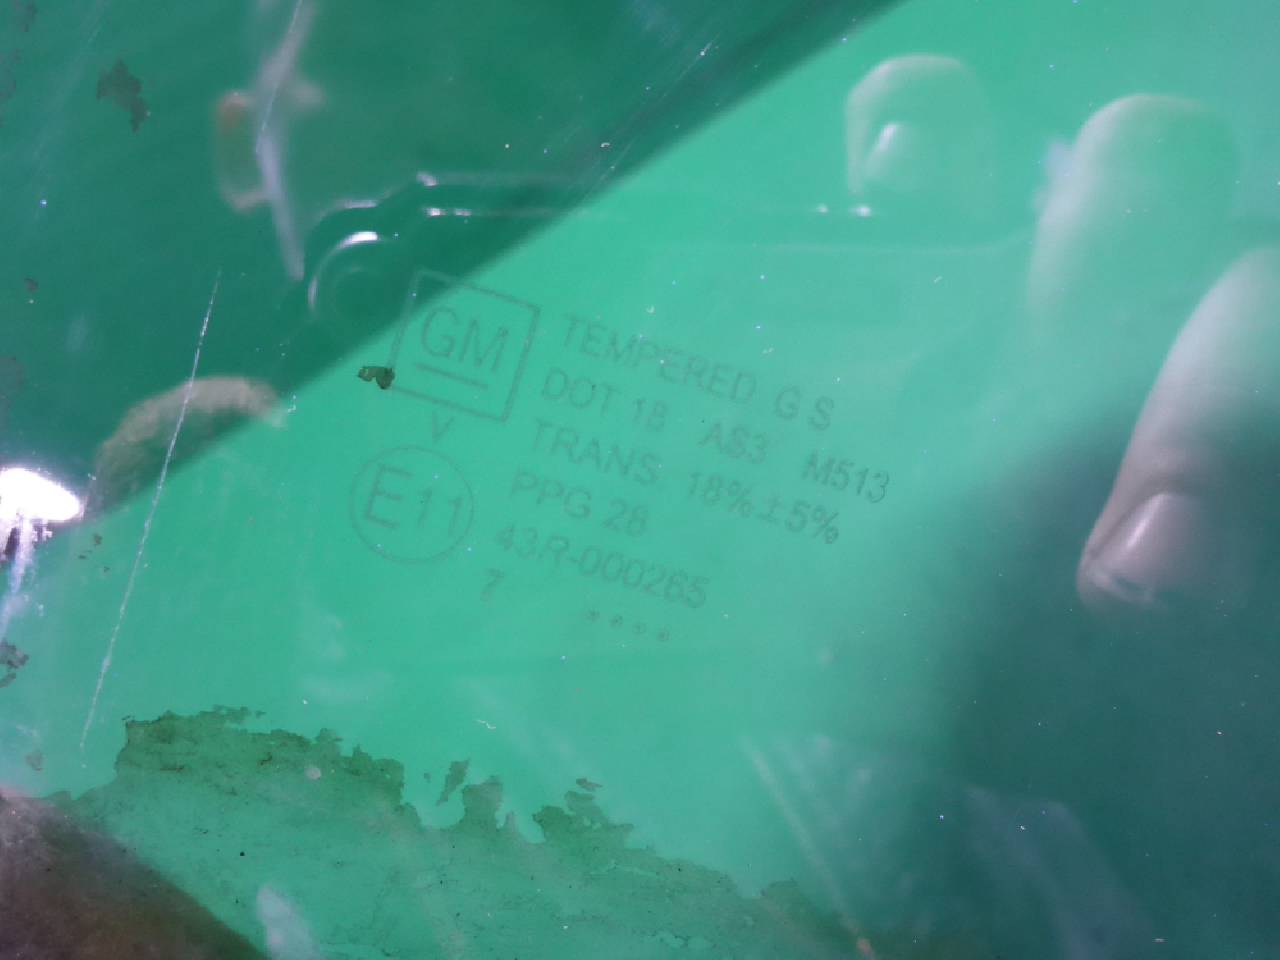 GM
TEMPERED G S
DOT 18 AS3 M513
TRANS 18%±5%
V
PPG 28
E11
43R-000265
7